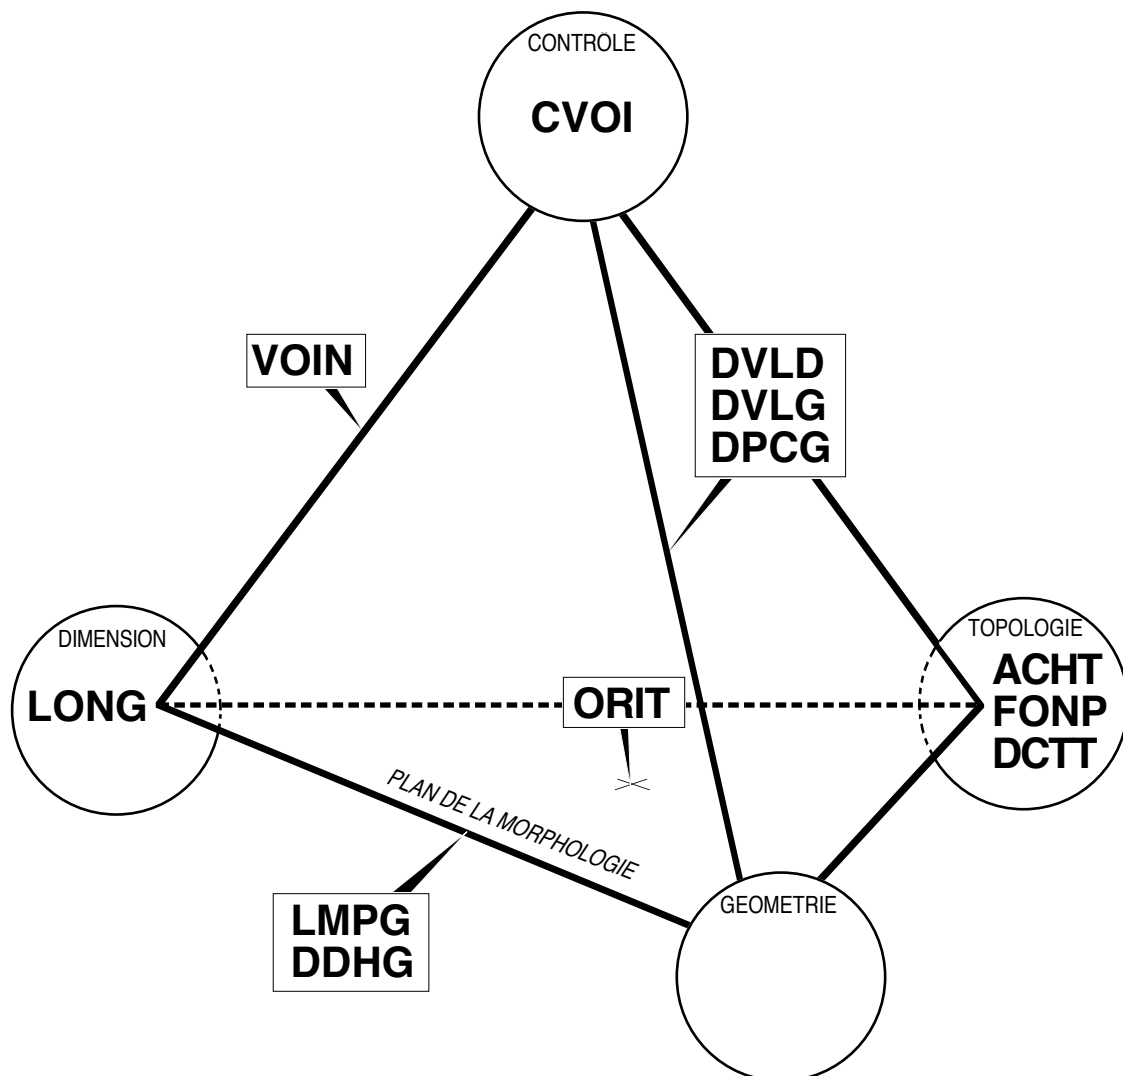 CONTRÔLE
CVOI
VOIN
DVLD
DVLG
DPCG
DIMENSION
LONG
ORIT
TOPOLOGIE
ACHT
FONP
DCTT
PLAN DE LA MORPHOLOGIE
LMPG
DDHG
GEOMETRIE